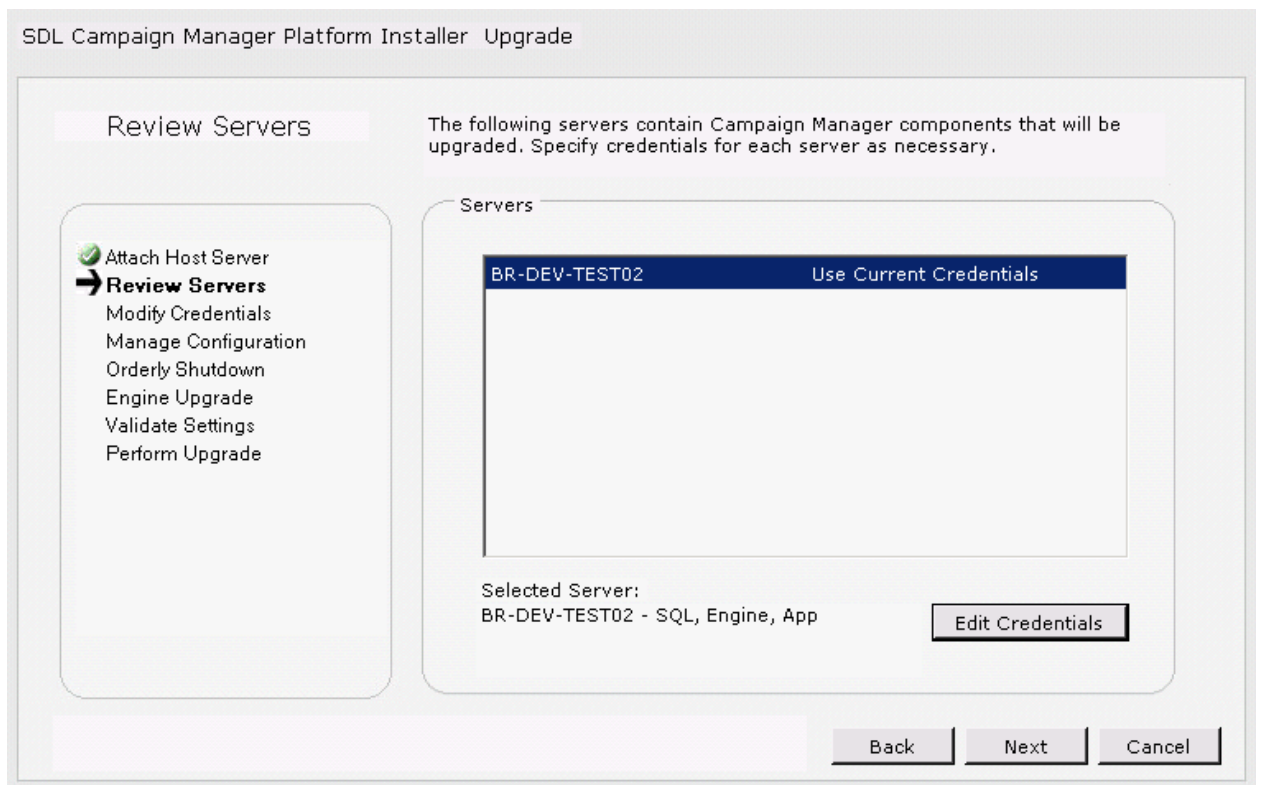 SDL Campaign Manager Platform Installer Upgrade
Review Servers
The following servers contain Campaign Manager components that will be
upgraded. Specify credentials for each server as necessary.
Attach Host Server
Review Servers
Modify Credentials
Manage Configuration
Orderly Shutdown
Engine Upgrade
Validate Settings
Perform Upgrade
Servers
BR-DEV-TEST02 Use Current Credentials
Selected Server:
BR-DEV-TEST02 - SQL, Engine, App
Edit Credentials
Back Next Cancel